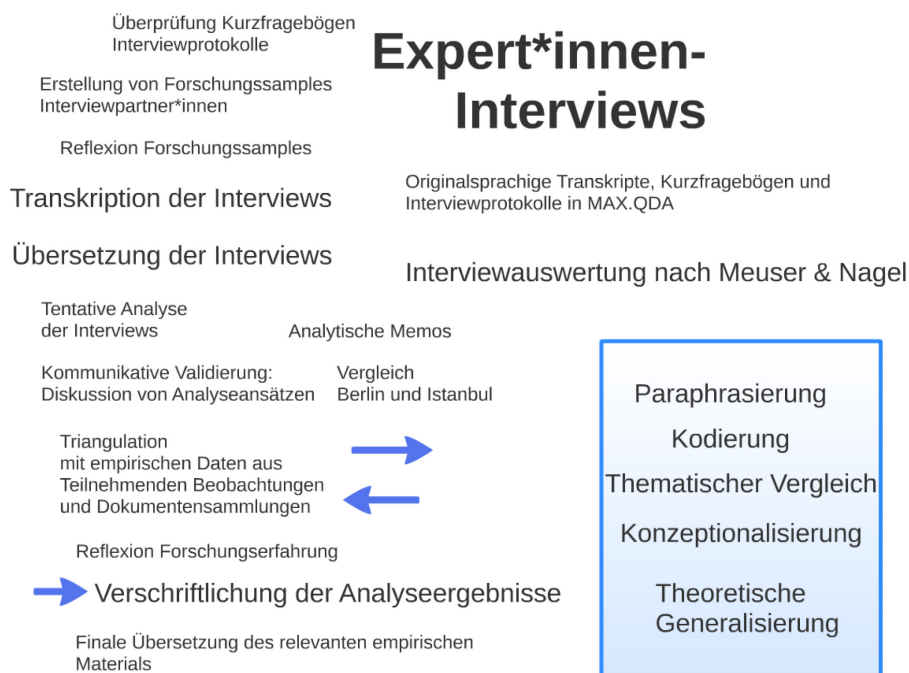 Überprüfung Kurzfragebögen
Interviewprotokolle
Expert*innen-
Interviews
Erstellung von Forschungssamples
Interviewpartner*innen
Reflexion Forschungssamples
Transkription der Interviews
Originalsprachige Transkripte, Kurzfragebögen und
Interviewprotokolle in MAX.QDA
Übersetzung der Interviews
Interviewauswertung nach Meuser & Nagel
Tentative Analyse
der Interviews
Analytische Memos
Kommunikative Validierung:
Diskussion von Analyseansätzen
Vergleich
Berlin und Istanbul
Triangulation
mit empirischen Daten aus
Teilnehmenden Beobachtungen
und Dokumentensammlungen
Reflexion Forschungserfahrung
Verschriftlichung der Analyseergebnisse
Finale Übersetzung des relevanten empirischen
Materials
Paraphrasierung
Kodierung
Thematischer Vergleich
Konzeptionalisierung
Theoretische
Generalisierung